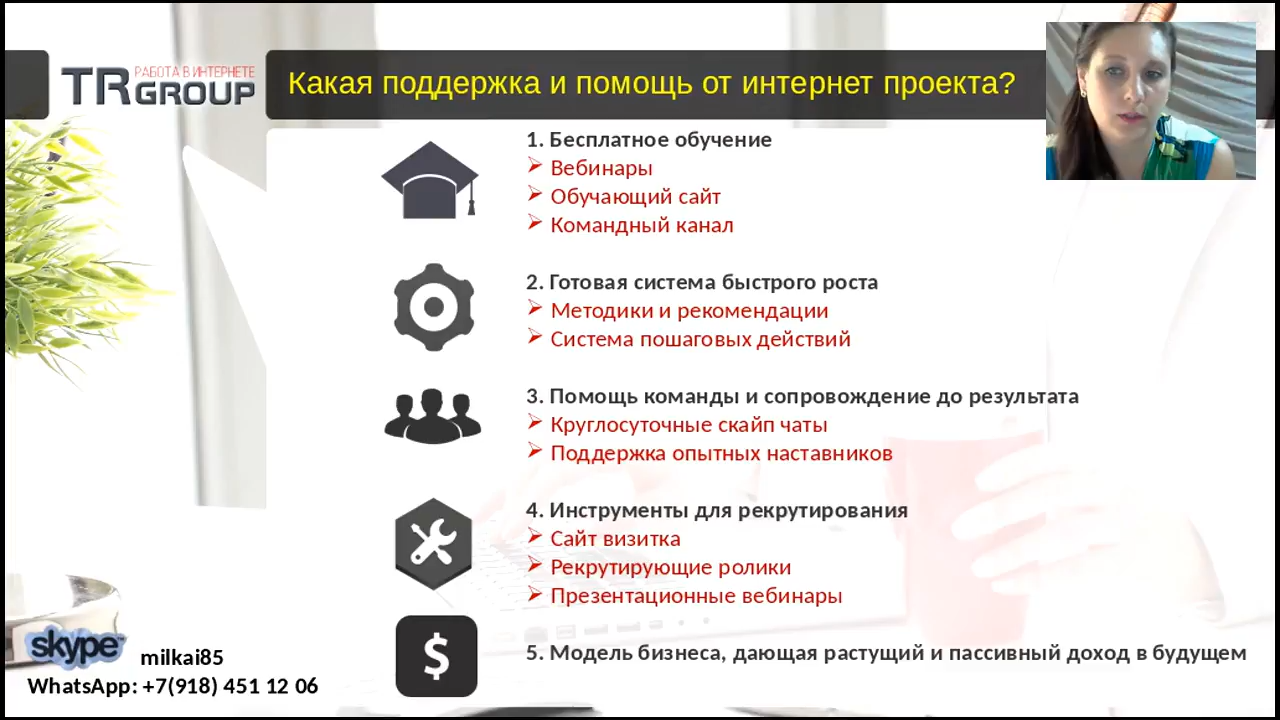 РАБОТА В ИНТЕРНЕТЕ
TRGROUP
Какая поддержка и помощь от интернет проекта?
1. Бесплатное обучение
➢ Вебинары
➢ Обучающий сайт
➢ Командный канал
2. Готовая система быстрого роста
➢ Методики и рекомендации
➢ Система пошаговых действий
3. Помощь команды и сопровождение до результата
➢ Круглосуточные скайп чаты
➢ Поддержка опытных наставников
4. Инструменты для рекрутирования
➢ Сайт визитка
➢ Рекрутирующие ролики
➢ Презентационные вебинары
$
5. Модель бизнеса, дающая растущий и пассивный доход в будущем
skype™ milkai85
WhatsApp: +7(918) 451 12 06